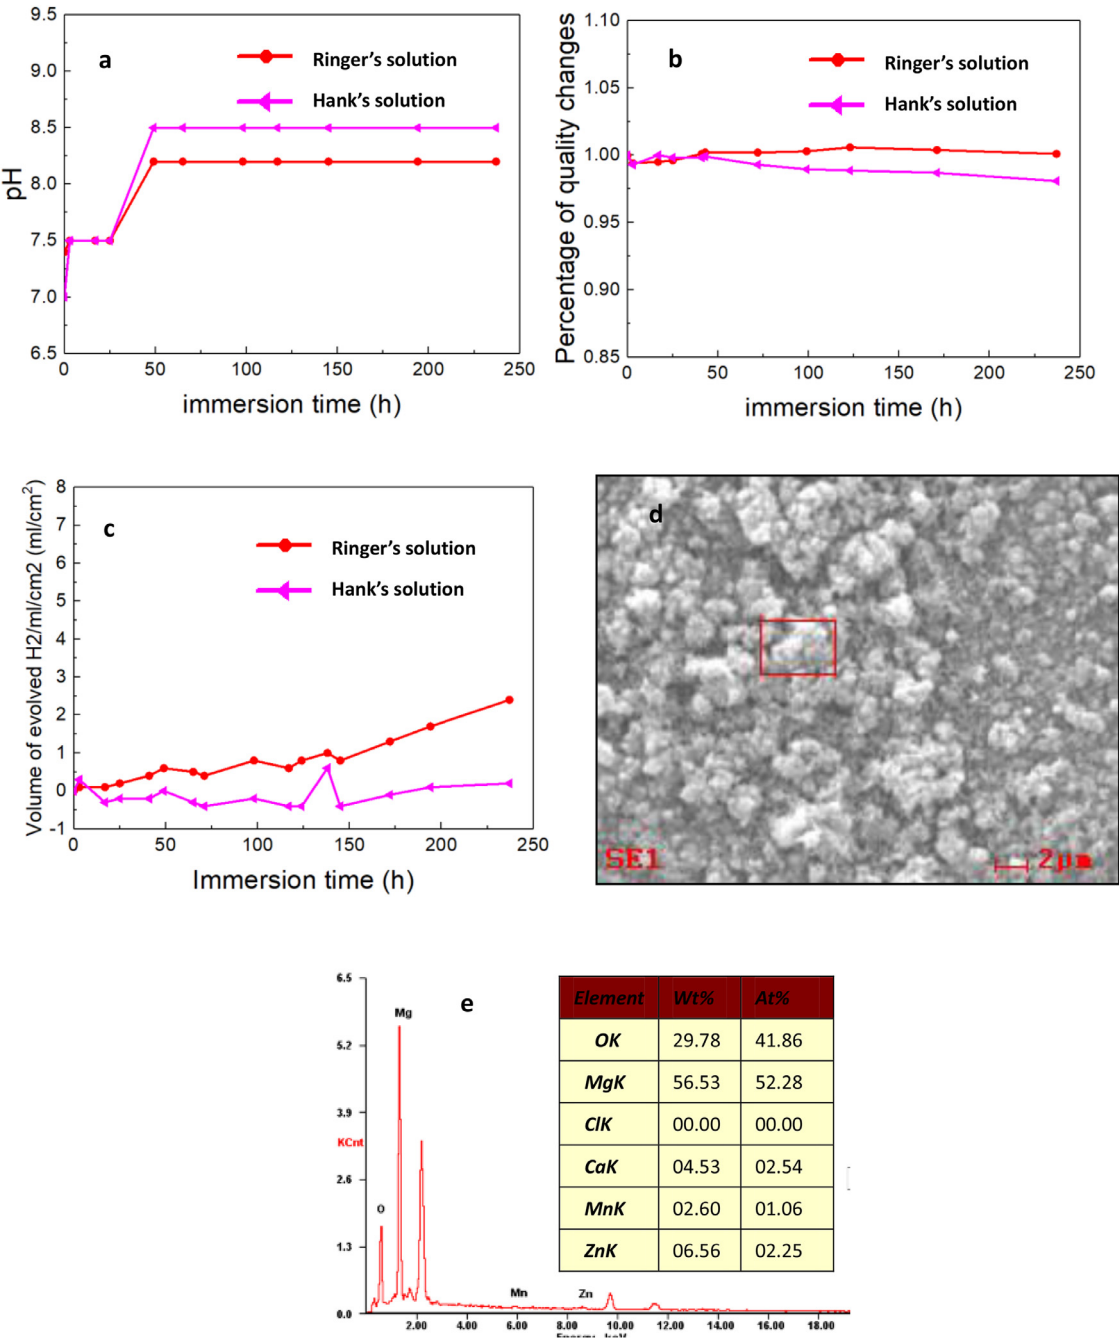 9.5
9.0
8.5
8.0
7.5
7.0
6.5
pH
a
Ringer's solution
Hank's solution
0 50 100 150 200 250
immersion time (h)
1.10
1.05
1.00
0.95
0.90
0.85
Percentage of quality changes
b
Ringer's solution
Hank's solution
0 50 100 150 200 250
immersion time (h)
8
7
6
5
4
3
2
1
0
-1
Volume of evolved H2/ml/cm2 (ml/cm²)
c
Ringer's solution
Hank's solution
0 50 100 150 200 250
Immersion time (h)
d
SE1
2µm
6.5
5.2
3.9
KCnt
2.6
1.3
0.0
Mg
O
Mn
Zn
e
2.00 4.00 6.00 8.00 10.00 12.00 14.00 16.00 18.00
Energy - keV
Element Wt% At%
OK 29.78 41.86
MgK 56.53 52.28
ClK 00.00 00.00
CaK 04.53 02.54
MnK 02.60 01.06
ZnK 06.56 02.25